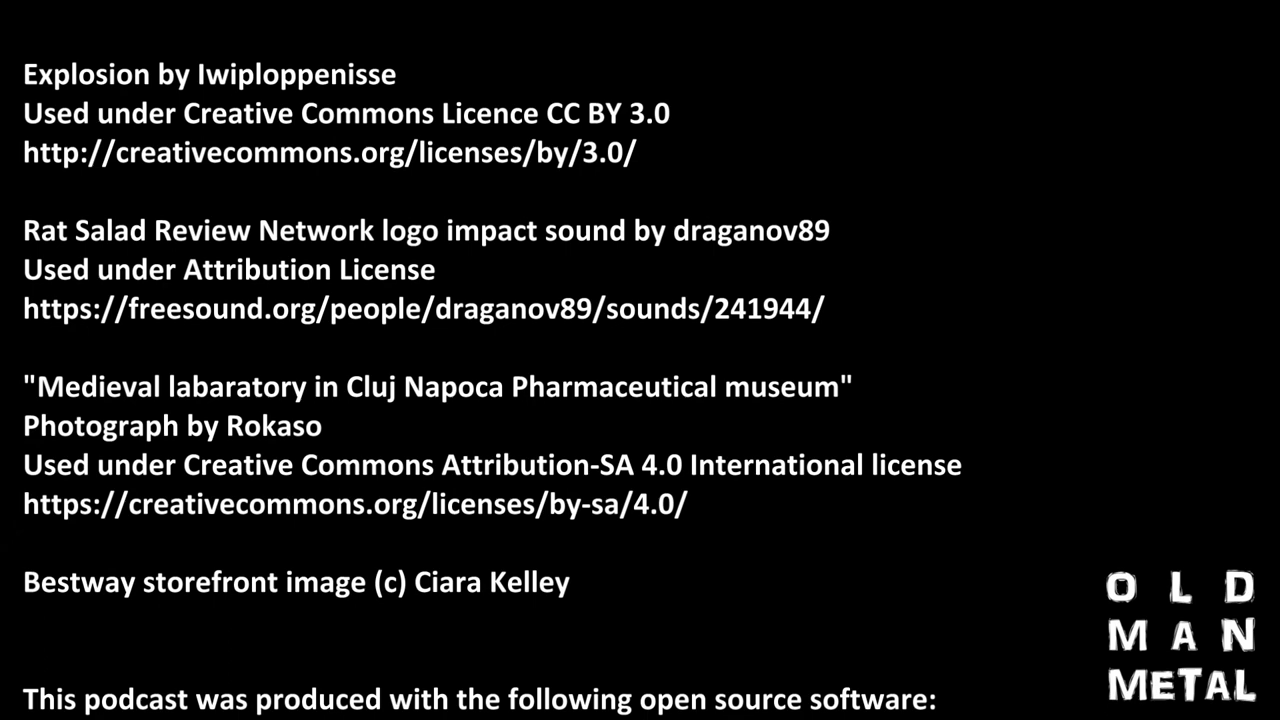 Explosion by Iwiploppenisse
Used under Creative Commons Licence CC BY 3.0
http://creativecommons.org/licenses/by/3.0/
Rat Salad Review Network logo impact sound by draganov89
Used under Attribution License
https://freesound.org/people/draganov89/sounds/241944/
"Medieval labaratory in Cluj Napoca Pharmaceutical museum"
Photograph by Rokaso
Used under Creative Commons Attribution-SA 4.0 International license
https://creativecommons.org/licenses/by-sa/4.0/
Bestway storefront image (c) Ciara Kelley
This podcast was produced with the following open source software:
OLD
MAN
METAL